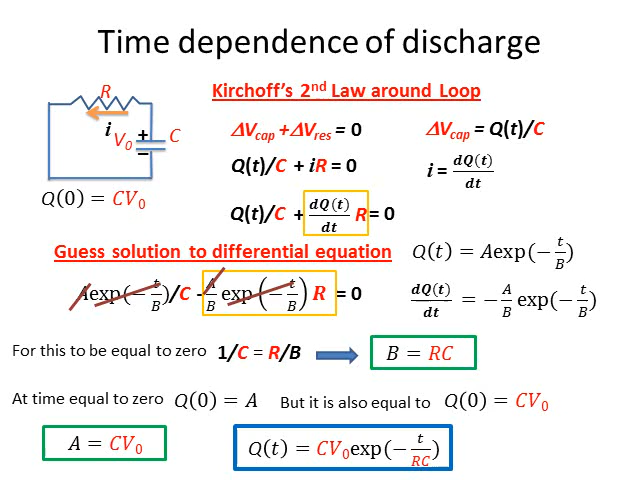 Time dependence of discharge
Kirchoff's 2nd Law around Loop
R
i V₀ + − C
Q(0) = CV₀
ΔVcap +ΔVres = 0
ΔVcap = Q(t)/C
Q(t)/C + iR = 0
i = dQ(t)/dt
Q(t)/C + dQ(t)/dt R = 0
Guess solution to differential equation
Q(t) = Aexp(−t/B)
Aexp(−t/B)/C - A/B exp(−t/B) R = 0
dQ(t)/dt = −A/B exp(−t/B)
For this to be equal to zero 1/C = R/B
B = RC
At time equal to zero Q(0) = A But it is also equal to Q(0) = CV₀
A = CV₀
Q(t) = CV₀exp(−t/RC)